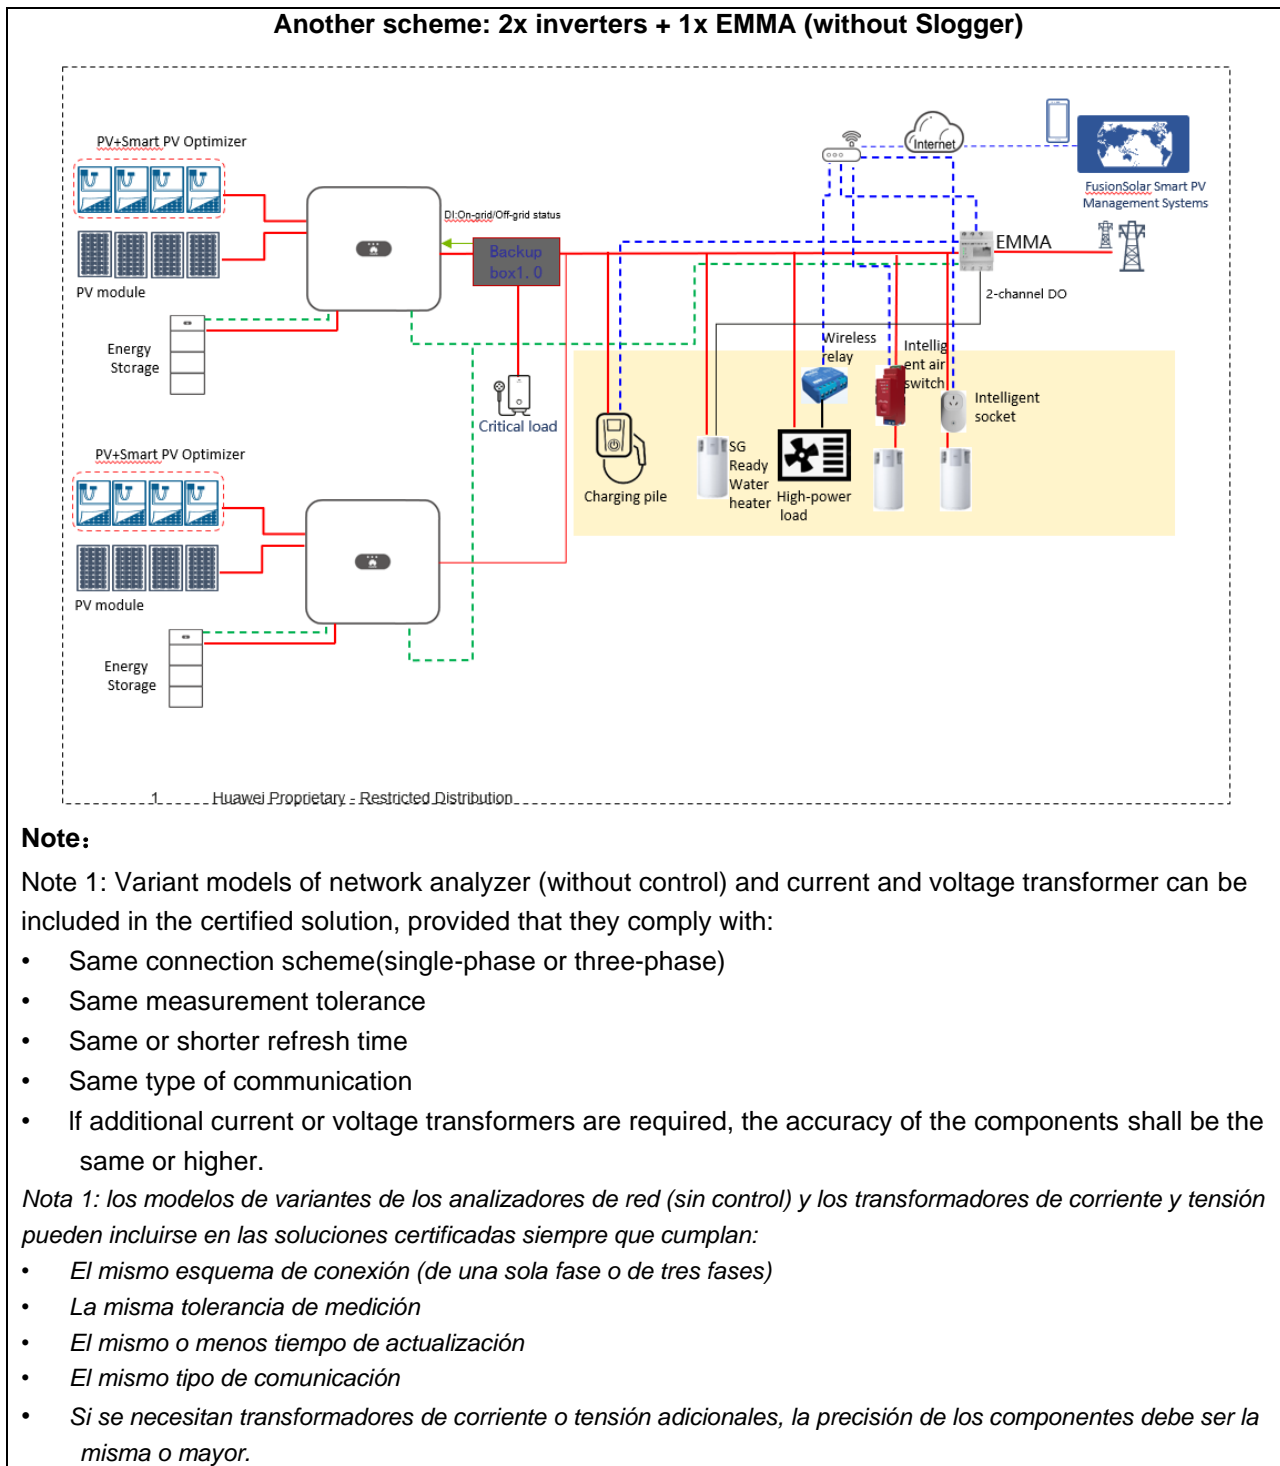 Another scheme: 2x inverters + 1x EMMA (without Slogger)
PV+Smart PV Optimizer
PV module
Energy
Storage
DI:On-grid/Off-grid status
Backup
box1.0
Critical load
Internet
FusionSolar Smart PV
Management Systems
EMMA
2-channel DO
Wireless
relay
Intellig
ent air
switch
Intelligent
socket
Charging pile
SG
Ready
Water
heater
High-power
load
PV+Smart PV Optimizer
PV module
Energy
Storage
1 Huawei Proprietary - Restricted Distribution
Note：
Note 1: Variant models of network analyzer (without control) and current and voltage transformer can be
included in the certified solution, provided that they comply with:
• Same connection scheme(single-phase or three-phase)
• Same measurement tolerance
• Same or shorter refresh time
• Same type of communication
• If additional current or voltage transformers are required, the accuracy of the components shall be the
same or higher.
Nota 1: los modelos de variantes de los analizadores de red (sin control) y los transformadores de corriente y tensión
pueden incluirse en las soluciones certificadas siempre que cumplan:
• El mismo esquema de conexión (de una sola fase o de tres fases)
• La misma tolerancia de medición
• El mismo o menos tiempo de actualización
• El mismo tipo de comunicación
• Si se necesitan transformadores de corriente o tensión adicionales, la precisión de los componentes debe ser la
misma o mayor.